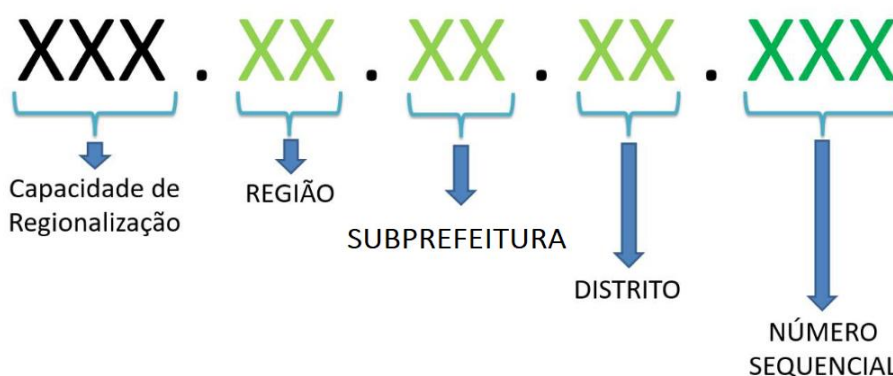 XXX . XX . XX . XX . XXX
Capacidade de
Regionalização
REGIÃO
SUBPREFEITURA
DISTRITO
NÚMERO
SEQUENCIAL